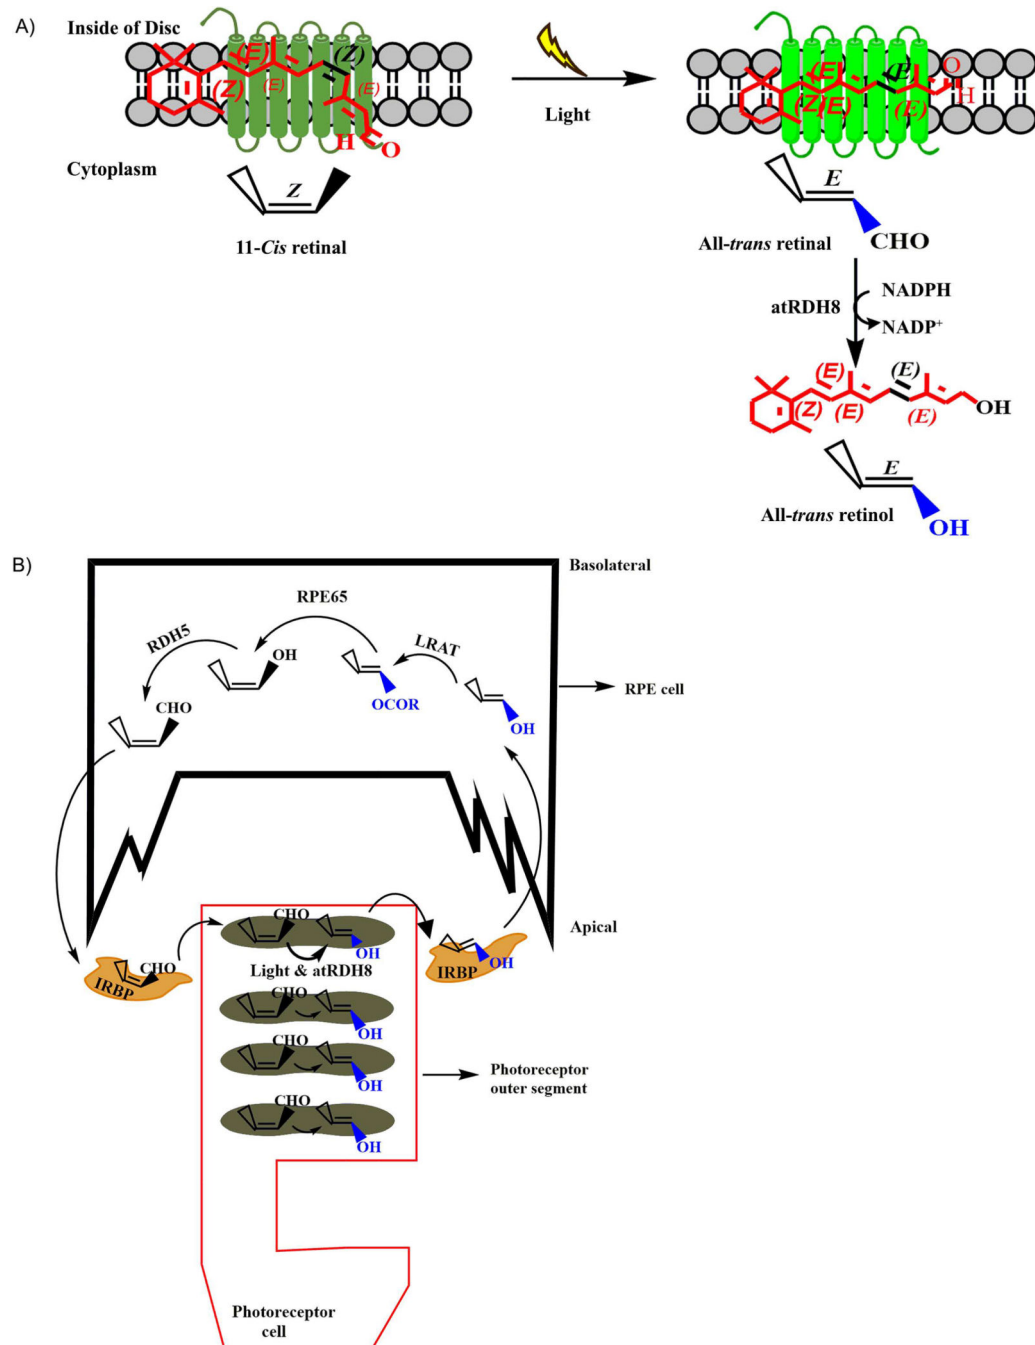 A)
Inside of Disc
(E)
(Z)
(E)
(Z)
(E)
H
O
Cytoplasm
Z
11-Cis retinal
Light
(E)
(E)
O
H
(Z)
(E)
(E)
E
CHO
All-trans retinal
atRDH8
NADPH
NADP+
(E)
(E)
(Z)
(E)
(E)
OH
E
All-trans retinol
OH
B)
Basolateral
RPE65
RDH5
LRAT
OH
OCOR
OH
CHO
RPE cell
Apical
CHO
IRBP
CHO
OH
Light & atRDH8
OH
IRBP
CHO
OH
CHO
OH
CHO
OH
Photoreceptor
outer segment
Photoreceptor
cell